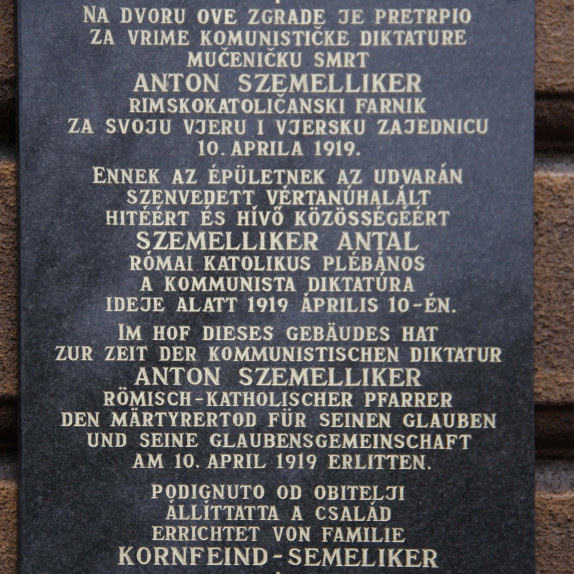 NA DVORU OVE ZGRADE JE PRETRPIO
ZA VRIME KOMUNISTIČKE DIKTATURE
MUČENIČKU SMRT
ANTON SZEMELLIKER
RIMSKOKATOLIČANSKI FARNIK
ZA SVOJU VJERU I VJERSKU ZAJEDNICU
10. APRILA 1919.
ENNEK AZ ÉPÜLETNEK AZ UDVARÁN
SZENVEDETT VÉRTANÚHALÁLT
HITÉÉRT ÉS HÍVŐ KÖZÖSSÉGÉÉRT
SZEMELLIKER ANTAL
RÓMAI KATOLIKUS PLÉBÁNOS
A KOMMUNISTA DIKTATÚRA
IDEJE ALATT 1919 ÁPRILIS 10-ÉN.
IM HOF DIESES GEBÄUDES HAT
ZUR ZEIT DER KOMMUNISTISCHEN DIKTATUR
ANTON SZEMELLIKER
RÖMISCH-KATHOLISCHER PFARRER
DEN MÄRTYRERTOD FÜR SEINEN GLAUBEN
UND SEINE GLAUBENSGEMEINSCHAFT
AM 10. APRIL 1919 ERLITTEN.
PODIGNUTO OD OBITELJI
ÁLLÍTTATTA A CSALÁD
ERRICHTET VON FAMILIE
KORNFEIND-SEMELIKER